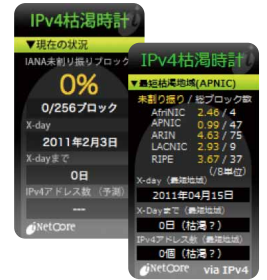 IPv4枯渇時計
▼現在の状況
IANA未割り振りブロック
0%
0/256ブロック
X-day
2011年2月3日
X-dayまで
0日
IPv4アドレス数（予測）
---
iNetCore
IPv4枯渇時計
▼最短枯渇地域(APNIC)
未割り振り / 総ブロック数
AfriNIC 2.46 / 4
APNIC 0.99 / 47
ARIN 4.63 / 75
LACNIC 2.93 / 9
RIPE 3.67 / 37
(/8単位)
X-day（最短地域）
2011年04月15日
X-Dayまで（最短地域）
0日（枯渇？）
IPv4アドレス数（最短地域）
0個（枯渇？）
iNetCore via IPv4